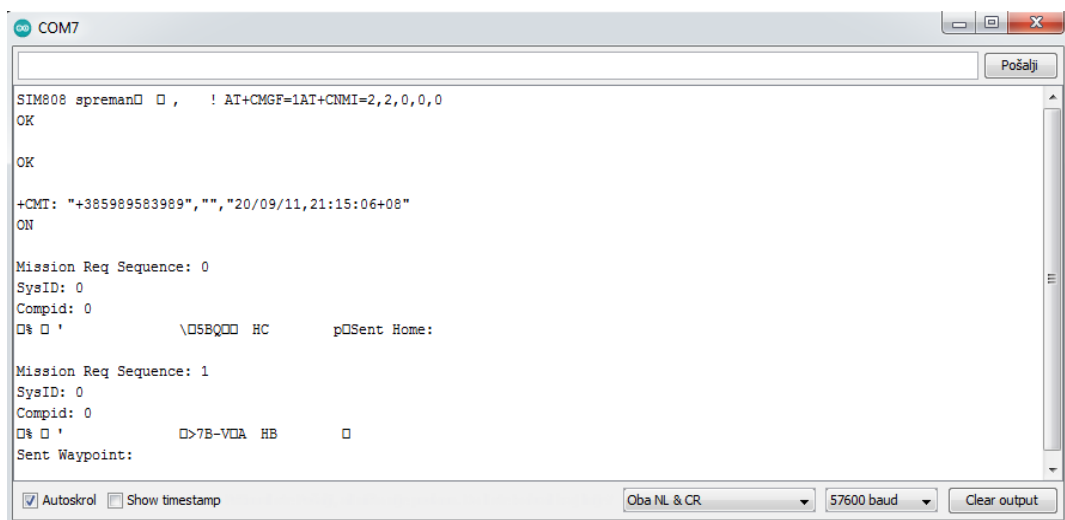 COM7
Pošalji
SIM808 spreman□ □ ,    ! AT+CMGF=1AT+CNMI=2,2,0,0,0
OK
OK
+CMT: "+385989583989","","20/09/11,21:15:06+08"
ON
Mission Req Sequence: 0
SysID: 0
Compid: 0
□% □ '               \□5BQ□□  HC        p□Sent Home:
Mission Req Sequence: 1
SysID: 0
Compid: 0
□% □ '               □>7B-V□A  HB        □
Sent Waypoint:
Autoskrol
Show timestamp
Oba NL & CR
57600 baud
Clear output